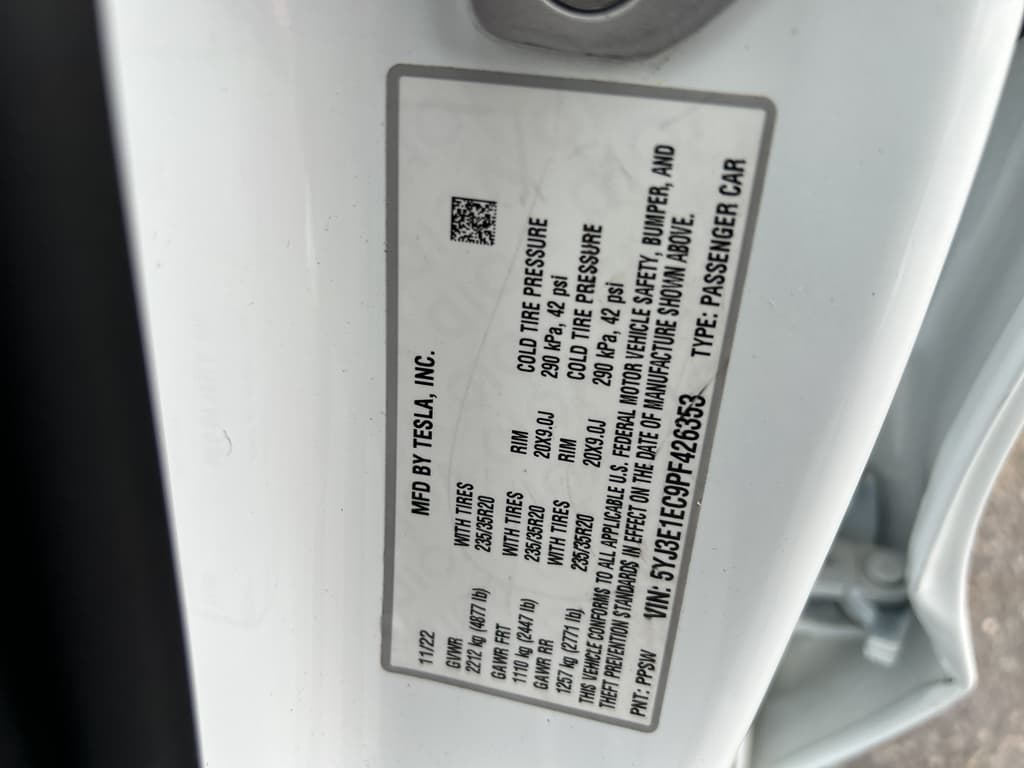 MFD BY TESLA, INC.
11/22
GVWR WITH TIRES RIM COLD TIRE PRESSURE
2212 kg (4877 lb) 235/35R20 20X9.0J 290 kPa, 42 psi
GAWR FRT WITH TIRES RIM COLD TIRE PRESSURE
1110 kg (2447 lb) 235/35R20 20X9.0J 290 kPa, 42 psi
GAWR RR WITH TIRES
1257 kg (2771 lb) 235/35R20
THIS VEHICLE CONFORMS TO ALL APPLICABLE U.S. FEDERAL MOTOR VEHICLE SAFETY, BUMPER, AND
THEFT PREVENTION STANDARDS IN EFFECT ON THE DATE OF MANUFACTURE SHOWN ABOVE.
PNT: PPSW VIN: 5YJ3E1EC9PF426353 TYPE: PASSENGER CAR